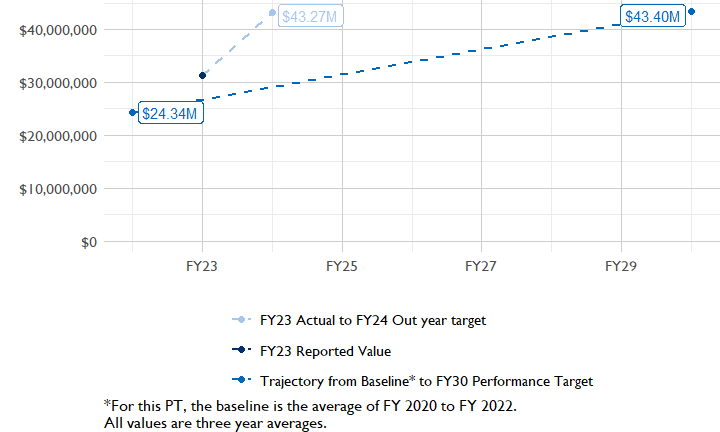 $43.27M
$43.40M
$40,000,000
$30,000,000
$24.34M
$20,000,000
$10,000,000
$0
FY23 FY25 FY27 FY29
FY23 Actual to FY24 Out year target
FY23 Reported Value
Trajectory from Baseline* to FY30 Performance Target
*For this PT, the baseline is the average of FY 2020 to FY 2022.
All values are three year averages.